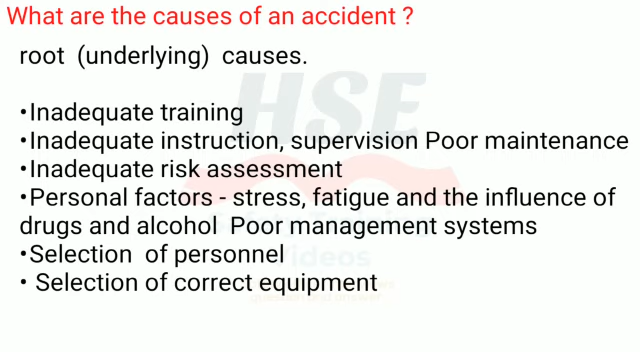 What are the causes of an accident ?
root (underlying) causes.
•Inadequate training
•Inadequate instruction, supervision Poor maintenance
•Inadequate risk assessment
•Personal factors - stress, fatigue and the influence of
drugs and alcohol Poor management systems
•Selection of personnel
• Selection of correct equipment
HSE
Videos